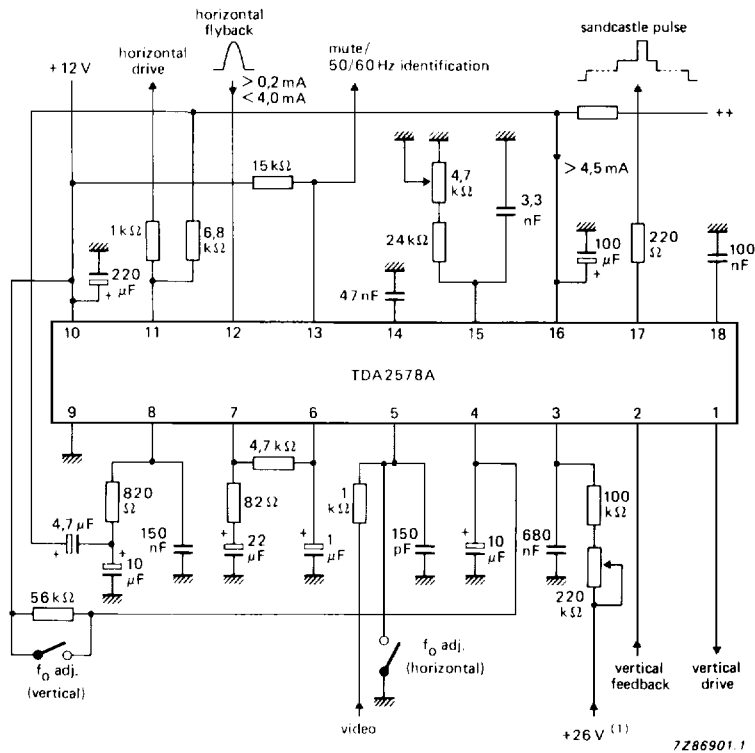 horizontal
flyback
horizontal
drive
+12 V
> 0,2 mA
< 4,0 mA
mute/
50/60 Hz identification
sandcastle pulse
++
15 kΩ
4,7
kΩ
3,3
nF
> 4,5 mA
1 kΩ
6,8
kΩ
24 kΩ
220
μF
+
47 nF
100
μF
+
220
Ω
100
nF
10
11
12
13
14
15
16
17
18
TDA2578A
9
8
7
6
5
4
3
2
1
4,7 kΩ
820
Ω
82 Ω
1
kΩ
100
kΩ
4,7 μF
+
150
nF
+
10
μF
+
22
μF
+
1
μF
150
pF
+
10
μF
680
nF
220
kΩ
56 kΩ
fo adj.
(vertical)
fo adj.
(horizontal)
video
vertical
feedback
vertical
drive
+26 V (1)
7Z86901.1